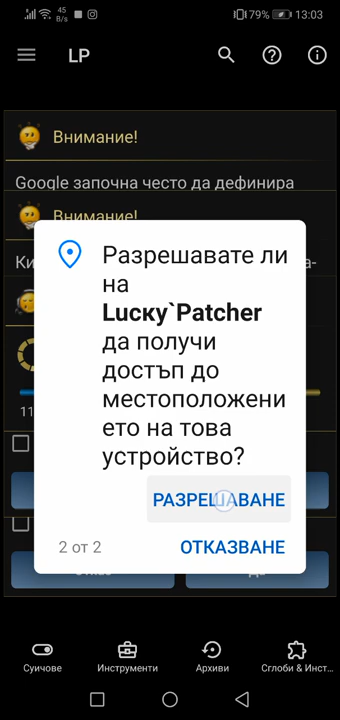 45 B/s 79% 13:03
LP
Внимание!
Google започна често да дефинира
Внимание!
Ки
а-
Разрешавате ли
на
Luску`Patcher
да получи
достъп до
местоположени
ето на това
устройство?
11
РАЗРЕШАВАНЕ
2 от 2
ОТКАЗВАНЕ
Суичове
Инструменти
Архиви
Сглоби & Инст...